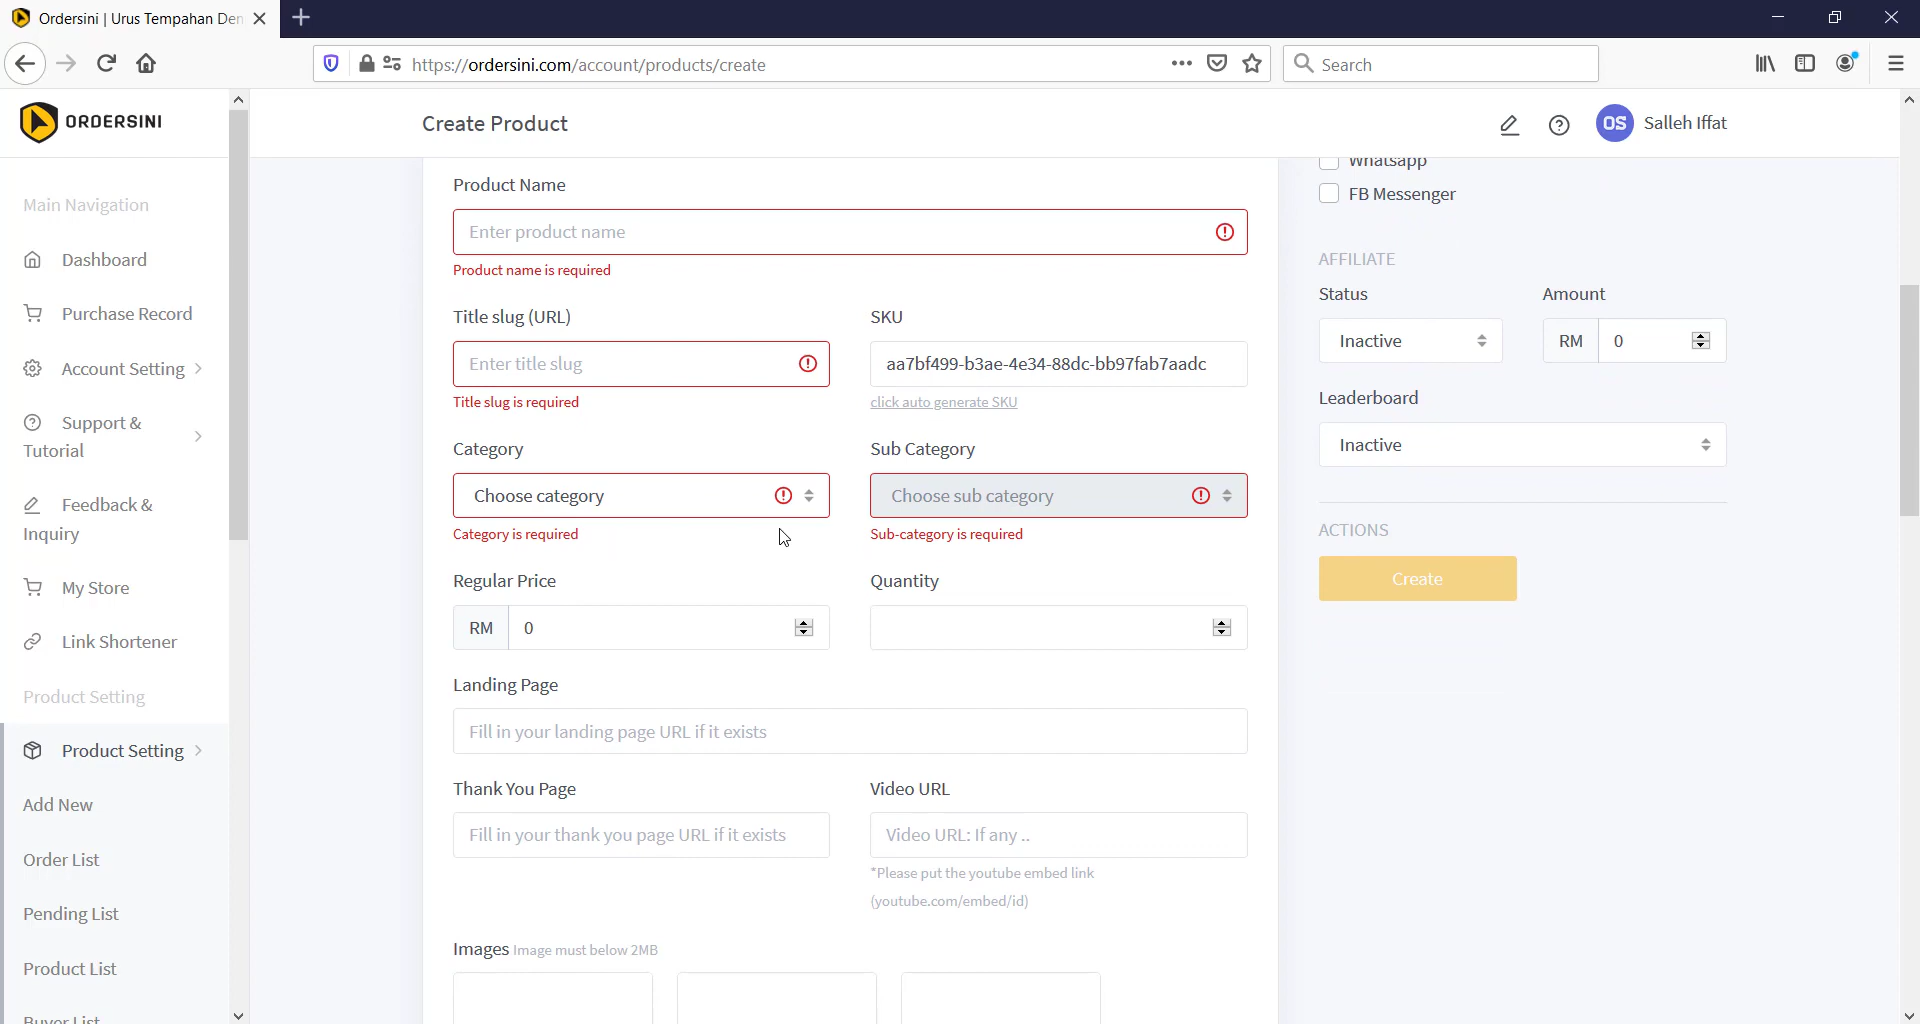 Ordersini | Urus Tempahan Den
https://ordersini.com/account/products/create
Search
ORDERSINI
Create Product
OS
Salleh Iffat
Main Navigation
Dashboard
Purchase Record
Account Setting
Support &
Tutorial
Feedback &
Inquiry
My Store
Link Shortener
Product Setting
Product Setting
Add New
Order List
Pending List
Product List
Buyer List
Product Name
Enter product name
Product name is required
Title slug (URL)
SKU
Enter title slug
aa7bf499-b3ae-4e34-88dc-bb97fab7aadc
Title slug is required
click auto generate SKU
Category
Sub Category
Choose category
Choose sub category
Category is required
Sub-category is required
Regular Price
Quantity
RM
0
Landing Page
Fill in your landing page URL if it exists
Thank You Page
Video URL
Fill in your thank you page URL if it exists
Video URL: If any ..
*Please put the youtube embed link
(youtube.com/embed/id)
Images Image must below 2MB
Whatsapp
FB Messenger
AFFILIATE
Status
Amount
Inactive
RM
0
Leaderboard
Inactive
ACTIONS
Create